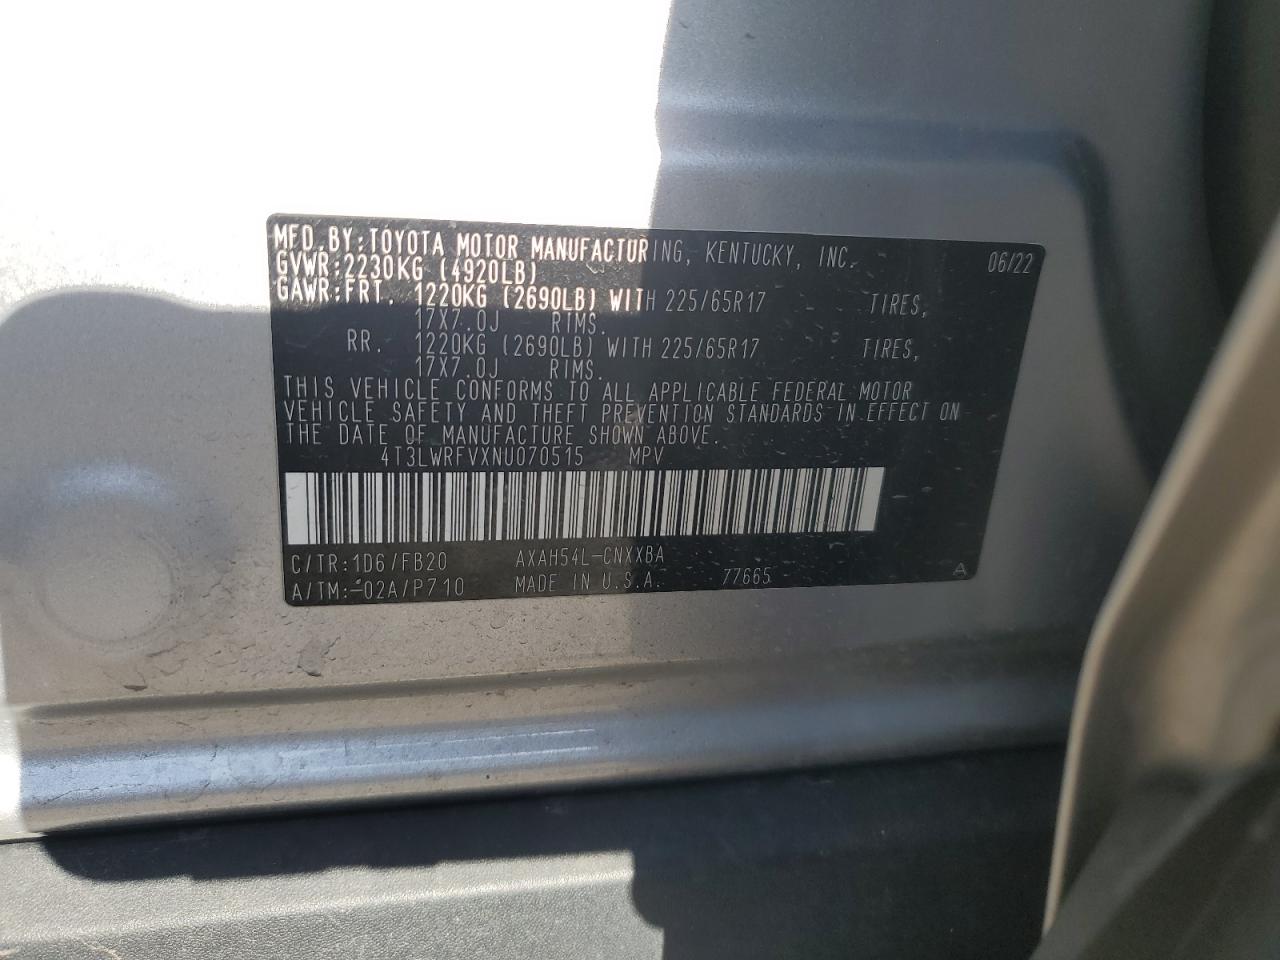 MFD.BY:TOYOTA MOTOR MANUFACTURING, KENTUCKY, INC. 06/22
GVWR:2230KG (4920LB)
GAWR:FRT. 1220KG (2690LB) WITH 225/65R17 TIRES,
17X7.0J RIMS.
RR. 1220KG (2690LB) WITH 225/65R17 TIRES,
17X7.0J RIMS.
THIS VEHICLE CONFORMS TO ALL APPLICABLE FEDERAL MOTOR
VEHICLE SAFETY AND THEFT PREVENTION STANDARDS IN EFFECT ON
THE DATE OF MANUFACTURE SHOWN ABOVE.
4T3LWRFVXNU070515 MPV
C/TR:1D6/FB20 AXAH54L-CNXXBA
A/TM:-02A/P710 MADE IN U.S.A. 77665 A